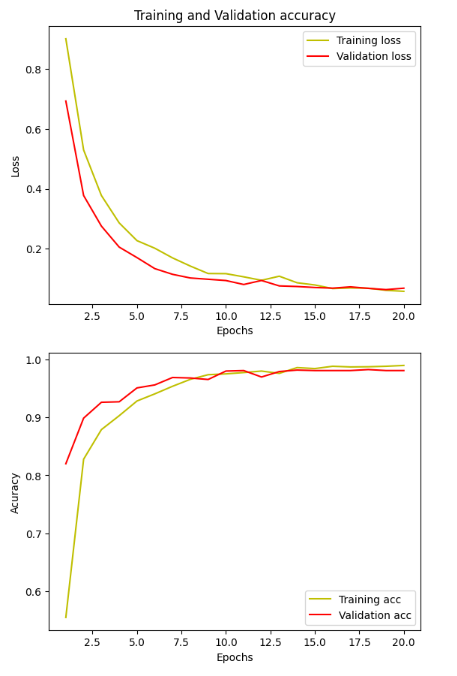 Training and Validation accuracy
Training loss
Validation loss
0.8
0.6
0.4
0.2
Loss
2.5 5.0 7.5 10.0 12.5 15.0 17.5 20.0
Epochs
1.0
0.9
0.8
0.7
0.6
Acuracy
Training acc
Validation acc
2.5 5.0 7.5 10.0 12.5 15.0 17.5 20.0
Epochs